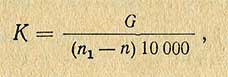 K = G / (n₁ – n) 10 000 ,